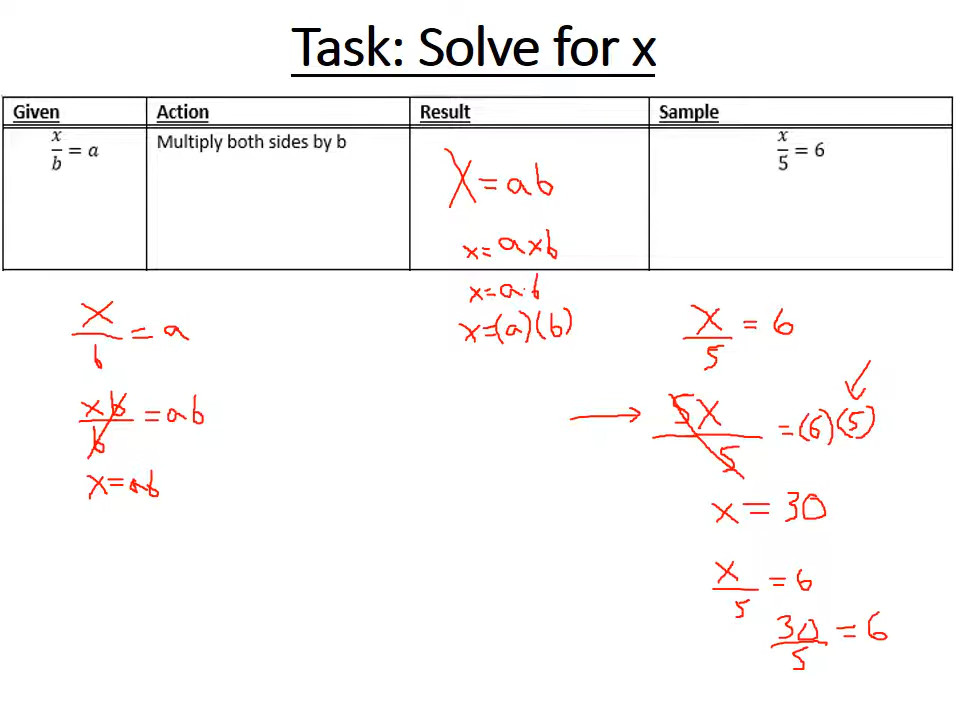 Task: Solve for x
Given Action Result Sample
x/b = a
Multiply both sides by b
x/5 = 6
X = ab
x = a x b
x = a · b
x = (a)(b)
x/b = a
xb/b = ab
x = ab
x/5 = 6
5x/5 = (6)(5)
x = 30
x/5 = 6
30/5 = 6